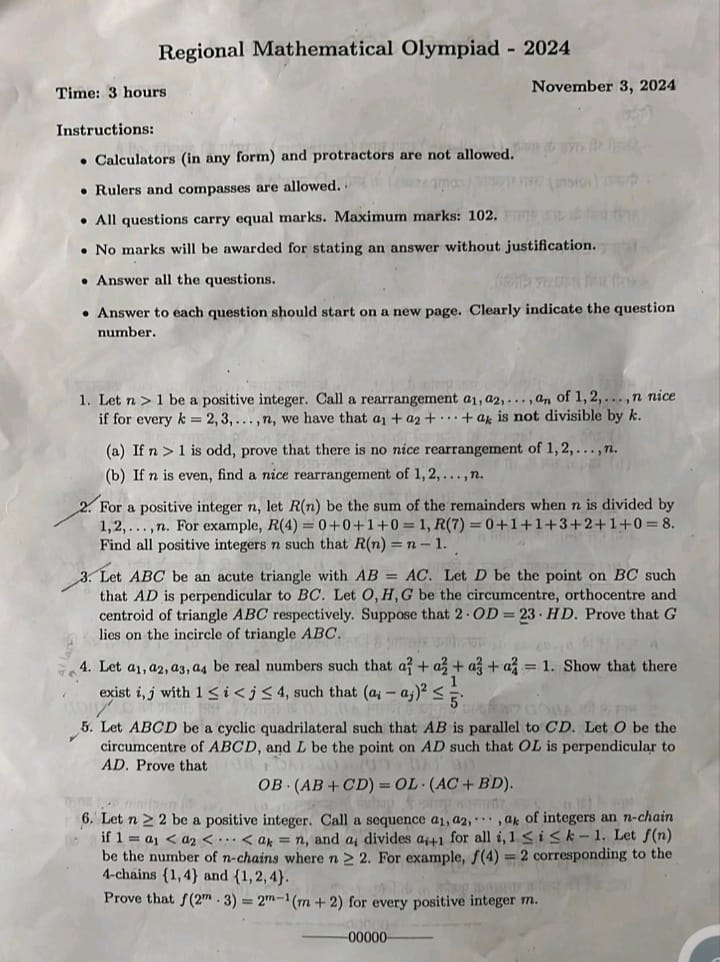 Regional Mathematical Olympiad - 2024
Time: 3 hours
November 3, 2024
Instructions:
• Calculators (in any form) and protractors are not allowed.
• Rulers and compasses are allowed.
• All questions carry equal marks. Maximum marks: 102.
• No marks will be awarded for stating an answer without justification.
• Answer all the questions.
• Answer to each question should start on a new page. Clearly indicate the question
number.
1. Let n > 1 be a positive integer. Call a rearrangement a₁, a₂, . . . , aₙ of 1, 2, . . . , n nice
if for every k = 2, 3, . . . , n, we have that a₁ + a₂ + · · · + aₖ is not divisible by k.
(a) If n > 1 is odd, prove that there is no nice rearrangement of 1, 2, . . . , n.
(b) If n is even, find a nice rearrangement of 1, 2, . . . , n.
2. For a positive integer n, let R(n) be the sum of the remainders when n is divided by
1, 2, . . . , n. For example, R(4) = 0+0+1+0 = 1, R(7) = 0+1+1+3+2+1+0 = 8.
Find all positive integers n such that R(n) = n − 1.
3. Let ABC be an acute triangle with AB = AC. Let D be the point on BC such
that AD is perpendicular to BC. Let O, H, G be the circumcentre, orthocentre and
centroid of triangle ABC respectively. Suppose that 2 · OD = 23 · HD. Prove that G
lies on the incircle of triangle ABC.
4. Let a₁, a₂, a₃, a₄ be real numbers such that a₁² + a₂² + a₃² + a₄² = 1. Show that there
exist i, j with 1 ≤ i < j ≤ 4, such that (aᵢ − aⱼ)² ≤ 1/5.
5. Let ABCD be a cyclic quadrilateral such that AB is parallel to CD. Let O be the
circumcentre of ABCD, and L be the point on AD such that OL is perpendicular to
AD. Prove that
OB · (AB + CD) = OL · (AC + BD).
6. Let n ≥ 2 be a positive integer. Call a sequence a₁, a₂, · · · , aₖ of integers an n-chain
if 1 = a₁ < a₂ < · · · < aₖ = n, and aᵢ divides aᵢ₊₁ for all i, 1 ≤ i ≤ k − 1. Let f(n)
be the number of n-chains where n ≥ 2. For example, f(4) = 2 corresponding to the
4-chains {1, 4} and {1, 2, 4}.
Prove that f(2ᵐ · 3) = 2ᵐ⁻¹(m + 2) for every positive integer m.
00000